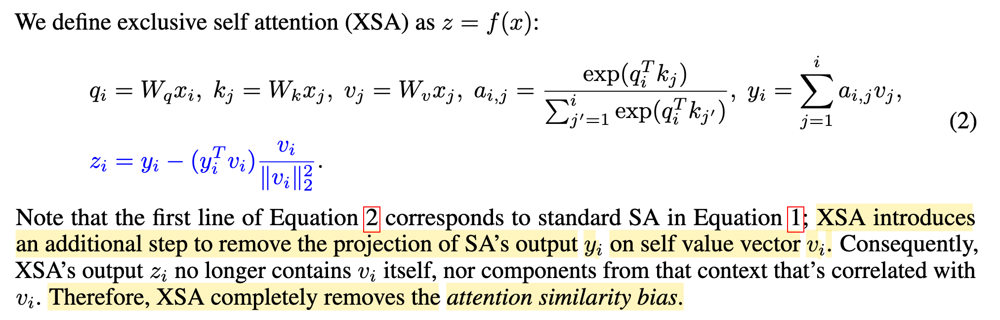 We define exclusive self attention (XSA) as z = f(x):
q_i = W_q x_i, k_j = W_k x_j, v_j = W_v x_j, a_{i,j} = \frac{\exp(q_i^T k_j)}{\sum_{j'=1}^{i} \exp(q_i^T k_{j'})}, y_i = \sum_{j=1}^{i} a_{i,j} v_j,
(2)
z_i = y_i − (y_i^T v_i) \frac{v_i}{\|v_i\|_2^2}.
Note that the first line of Equation 2 corresponds to standard SA in Equation 1; XSA introduces
an additional step to remove the projection of SA's output y_i on self value vector v_i. Consequently,
XSA's output z_i no longer contains v_i itself, nor components from that context that's correlated with
v_i. Therefore, XSA completely removes the attention similarity bias.